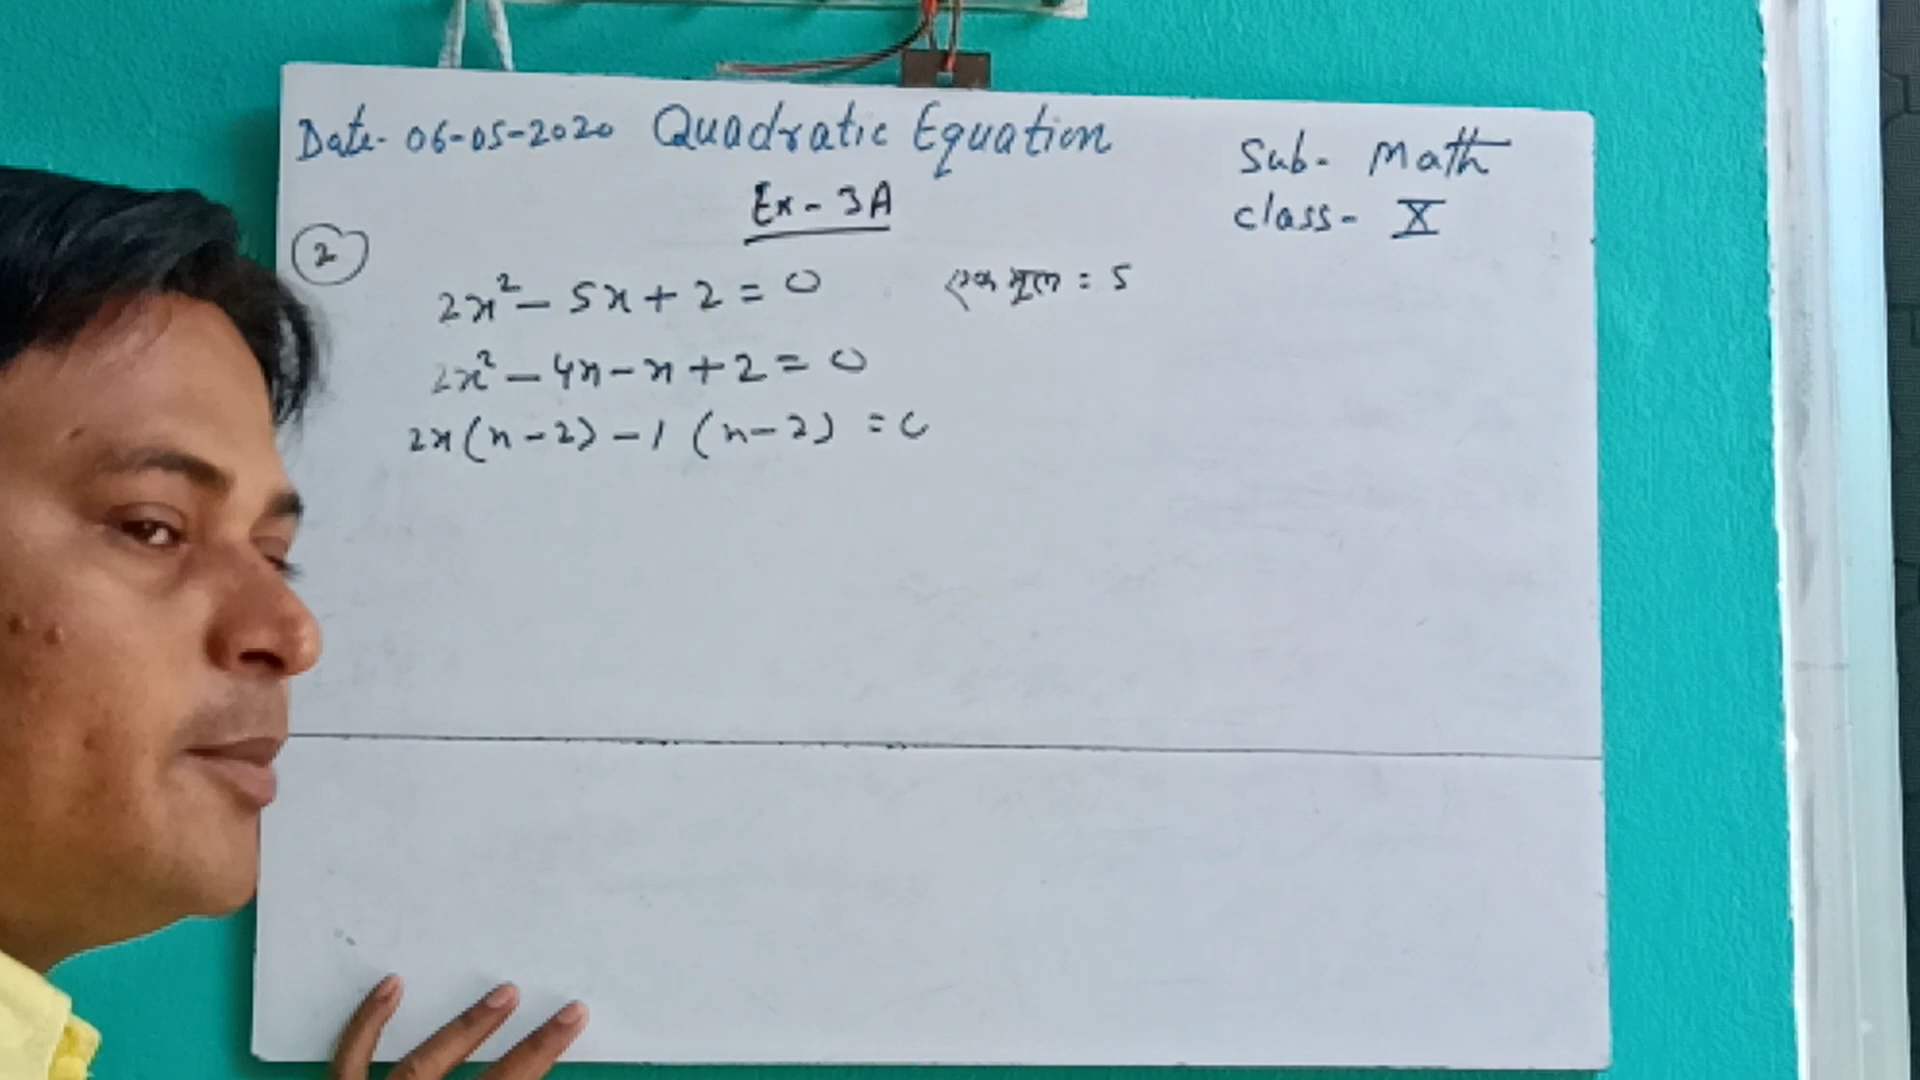 Date- 06-05-2020 Quadratic Equation
Sub- Math
Class- X
Ex- 3A
2
2x² - 5x + 2 = 0
= 5
2x² - 4x - x + 2 = 0
2x(x - 2) - 1 (x - 2) = 0